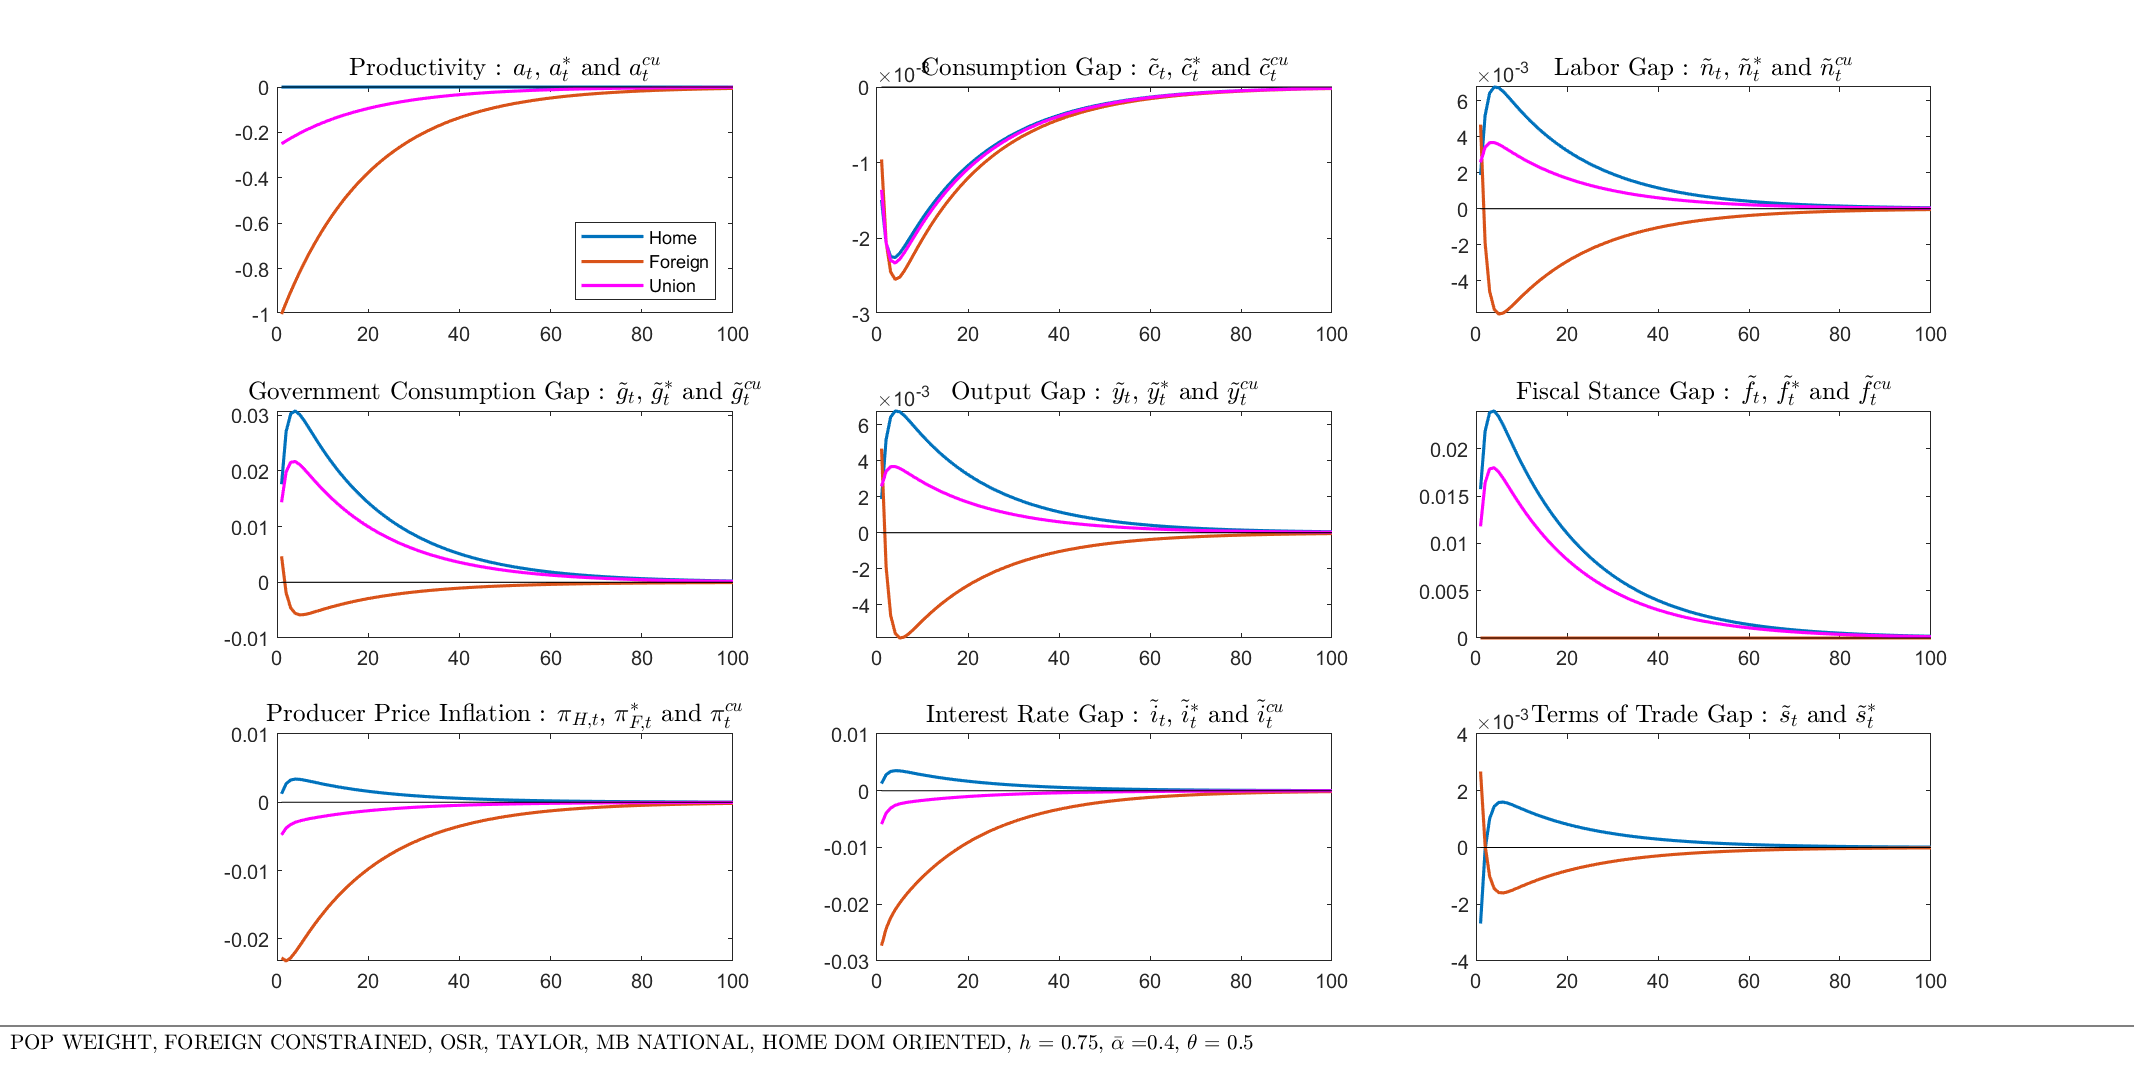 Productivity : a_t, a_t^* and a_t^{cu}
0
-0.2
-0.4
-0.6
-0.8
-1
0 20 40 60 80 100
Home
Foreign
Union
×10^{-3}
Consumption Gap : c̃_t, c̃_t^* and c̃_t^{cu}
0
-1
-2
-3
0 20 40 60 80 100
×10^{-3}
Labor Gap : ñ_t, ñ_t^* and ñ_t^{cu}
6
4
2
0
-2
-4
0 20 40 60 80 100
Government Consumption Gap : g̃_t, g̃_t^* and g̃_t^{cu}
0.03
0.02
0.01
0
-0.01
0 20 40 60 80 100
Output Gap : ỹ_t, ỹ_t^* and ỹ_t^{cu}
×10^{-3}
6
4
2
0
-2
-4
0 20 40 60 80 100
Fiscal Stance Gap : f̃_t, f̃_t^* and f̃_t^{cu}
0.02
0.015
0.01
0.005
0
0 20 40 60 80 100
Producer Price Inflation : π_{H,t}, π_{F,t}^* and π_t^{cu}
0.01
0
-0.01
-0.02
0 20 40 60 80 100
Interest Rate Gap : ĩ_t, ĩ_t^* and ĩ_t^{cu}
0.01
0
-0.01
-0.02
-0.03
0 20 40 60 80 100
×10^{-3}
Terms of Trade Gap : s̃_t and s̃_t^*
4
2
0
-2
-4
0 20 40 60 80 100
POP WEIGHT, FOREIGN CONSTRAINED, OSR, TAYLOR, MB NATIONAL, HOME DOM ORIENTED, h = 0.75, ᾱ =0.4, θ = 0.5